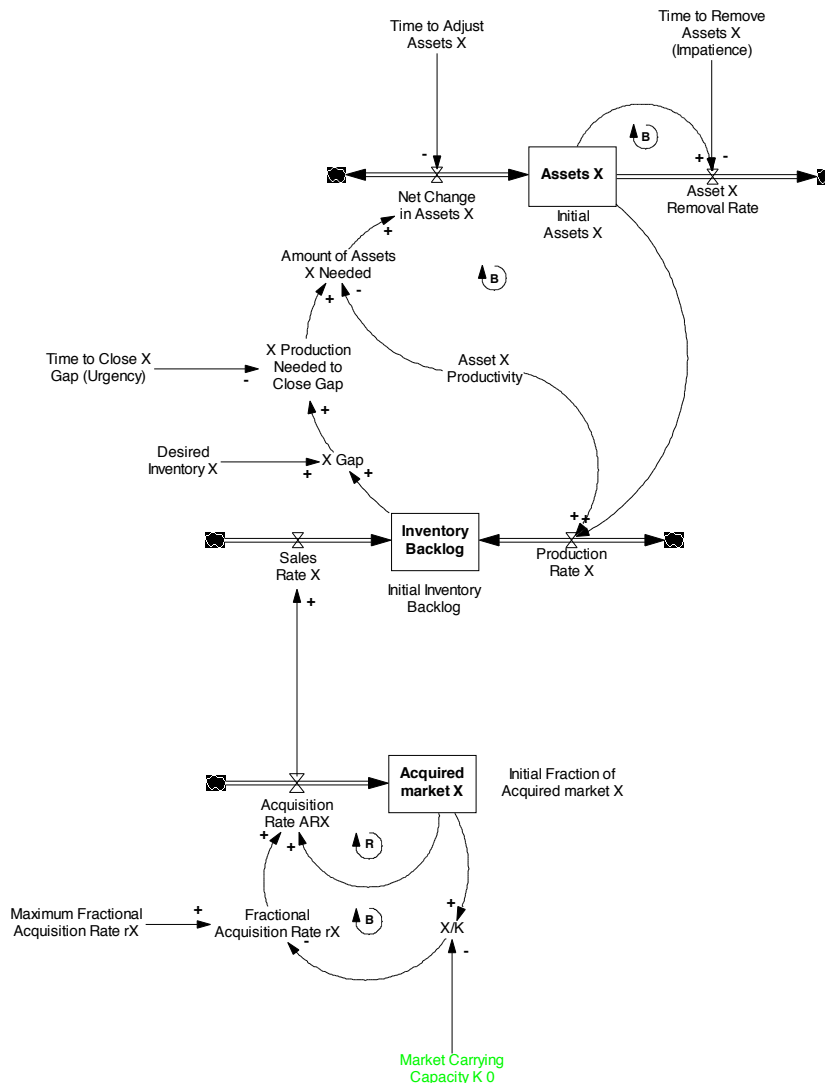 Time to Adjust
Assets X
Time to Remove
Assets X
(Impatience)
-
B
+
-
Assets X
Net Change
in Assets X
Initial
Assets X
Asset X
Removal Rate
+
Amount of Assets
X Needed
B
+
-
Time to Close X
Gap (Urgency)
-
X Production
Needed to
Close Gap
Asset X
Productivity
+
Desired
Inventory X
+
X Gap
+
+
+
Inventory
Backlog
Sales
Rate X
Production
Rate X
Initial Inventory
Backlog
+
Acquired
market X
Initial Fraction of
Acquired market X
Acquisition
Rate ARX
+
+
R
Maximum Fractional
Acquisition Rate rX
+
Fractional
Acquisition Rate rX
-
B
+
X/K
-
Market Carrying
Capacity K 0